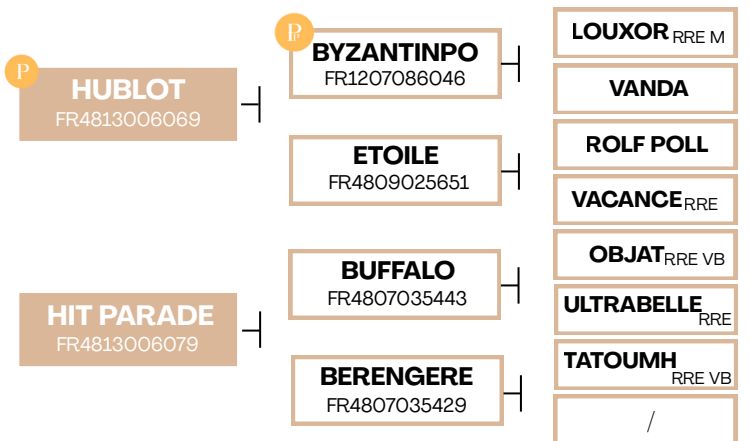 P
HUBLOT
FR4813006069
PP
BYZANTINPO
FR1207086046
ETOILE
FR4809025651
LOUXOR RRE M
VANDA
ROLF POLL
VACANCE RRE
HIT PARADE
FR4813006079
BUFFALO
FR4807035443
BERENGERE
FR4807035429
OBJAT RRE VB
ULTRABELLE RRE
TATOUMH RRE VB
/